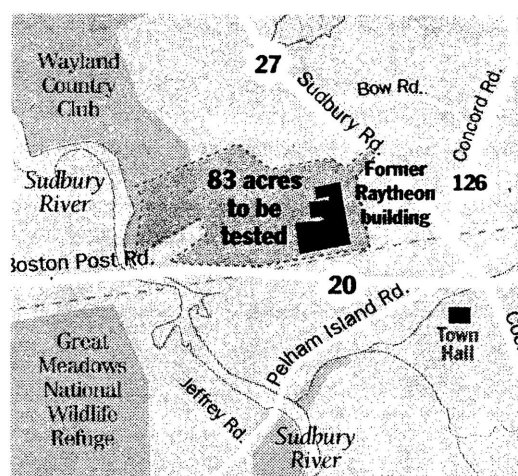 Wayland
Country
Club
27
Sudbury Rd.
Bow Rd.
Concord Rd.
Sudbury
River
83 acres
to be
tested
Former
Raytheon
building
126
Boston Post Rd.
20
Pelham Island Rd.
Town
Hall
Great
Meadows
National
Wildlife
Refuge
Jeffrey Rd.
Sudbury
River